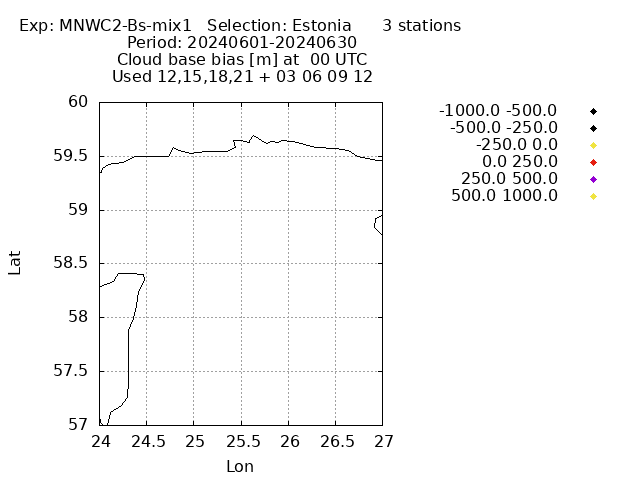 Exp: MNWC2-Bs-mix1   Selection: Estonia      3 stations
Period: 20240601-20240630
Cloud base bias [m] at  00 UTC
Used 12,15,18,21 + 03 06 09 12
-1000.0 -500.0
-500.0 -250.0
-250.0 0.0
0.0 250.0
250.0 500.0
500.0 1000.0
60
59.5
59
58.5
58
57.5
57
Lat
24 24.5 25 25.5 26 26.5 27
Lon